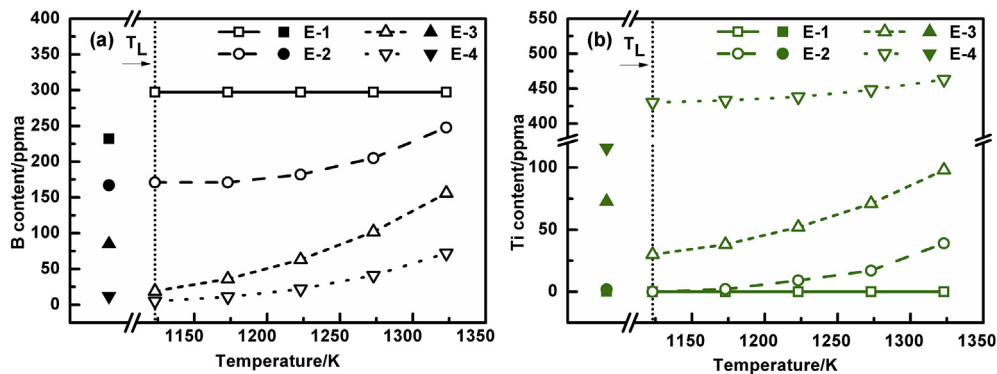 (a)
T_L
E-1
E-3
E-2
E-4
400
350
300
250
200
150
100
50
0
B content/ppma
1150
1200
1250
1300
1350
Temperature/K
(b)
T_L
E-1
E-3
E-2
E-4
550
500
450
425
100
50
0
Ti content/ppma
1150
1200
1250
1300
1350
Temperature/K